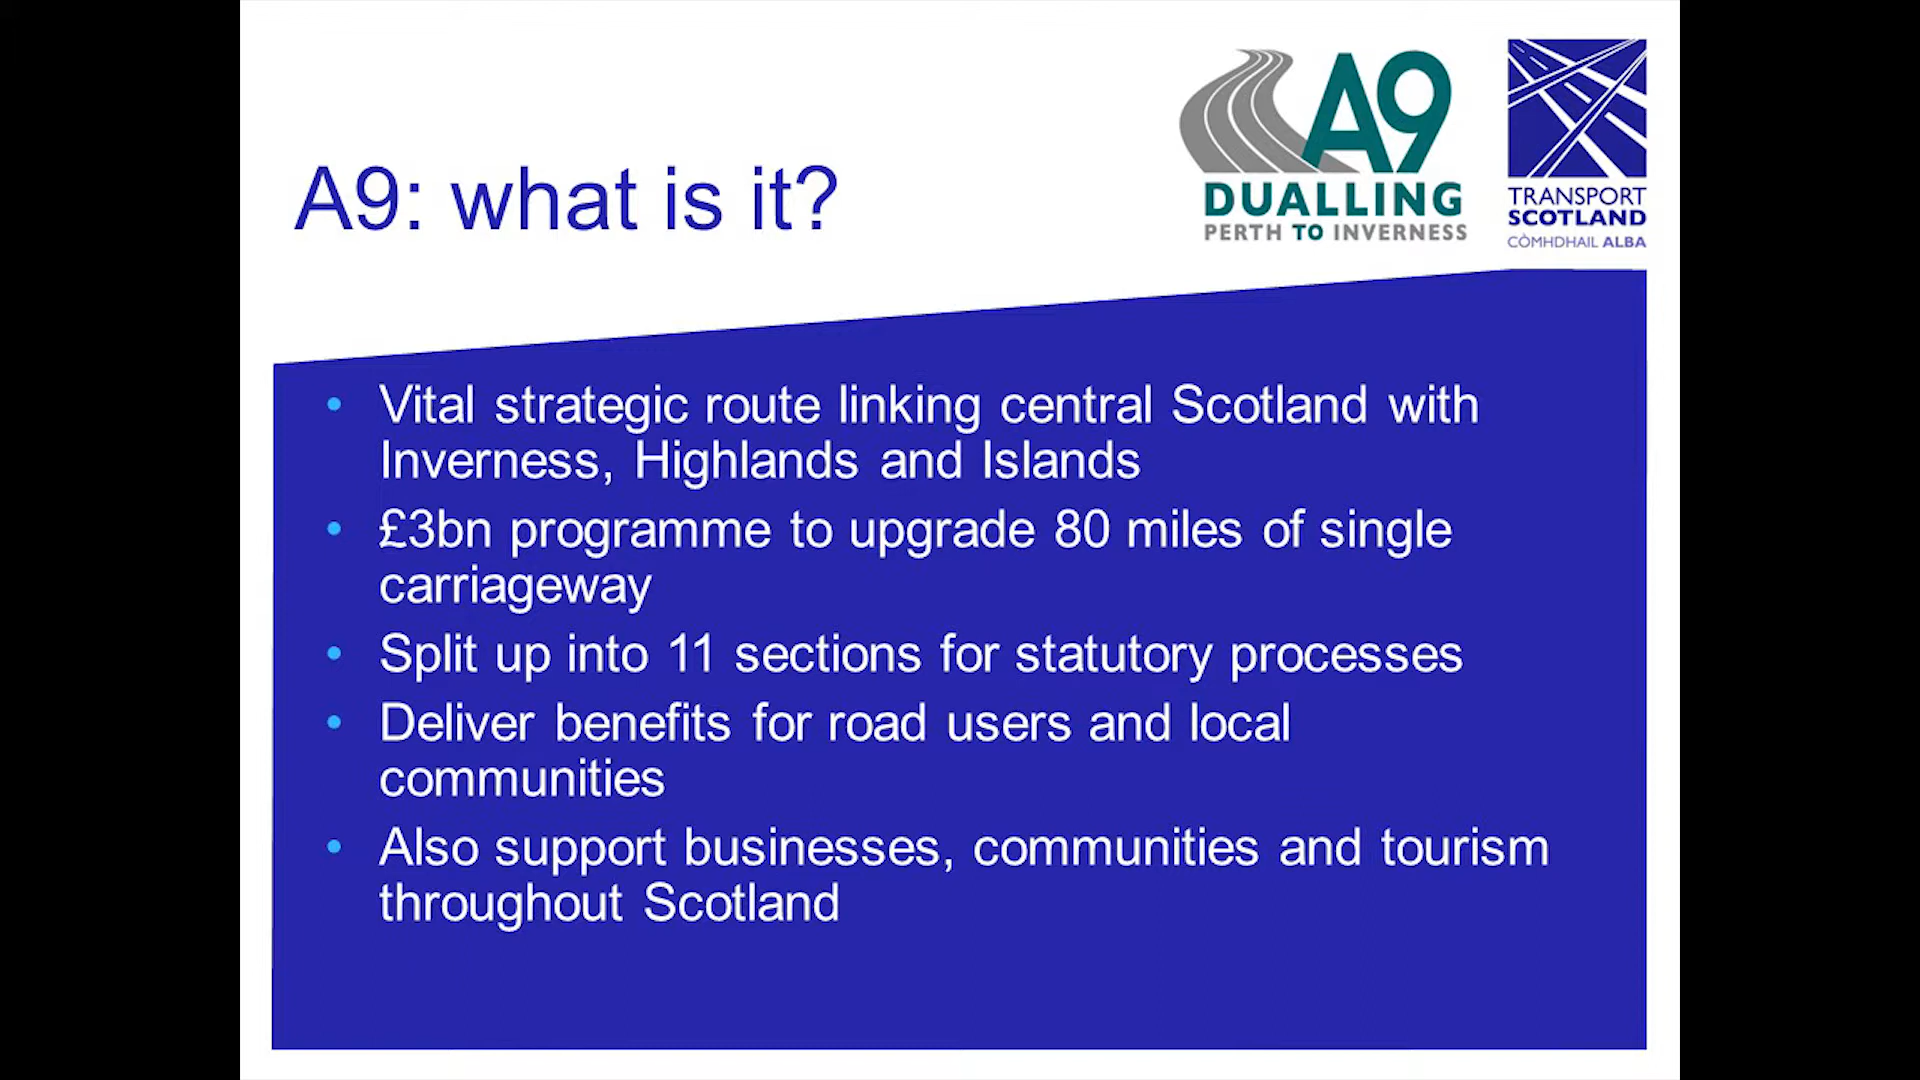 A9: what is it?
A9
DUALLING
PERTH TO INVERNESS
TRANSPORT
SCOTLAND
CÒMHDHAIL ALBA
• Vital strategic route linking central Scotland with
Inverness, Highlands and Islands
• £3bn programme to upgrade 80 miles of single
carriageway
• Split up into 11 sections for statutory processes
• Deliver benefits for road users and local
communities
• Also support businesses, communities and tourism
throughout Scotland